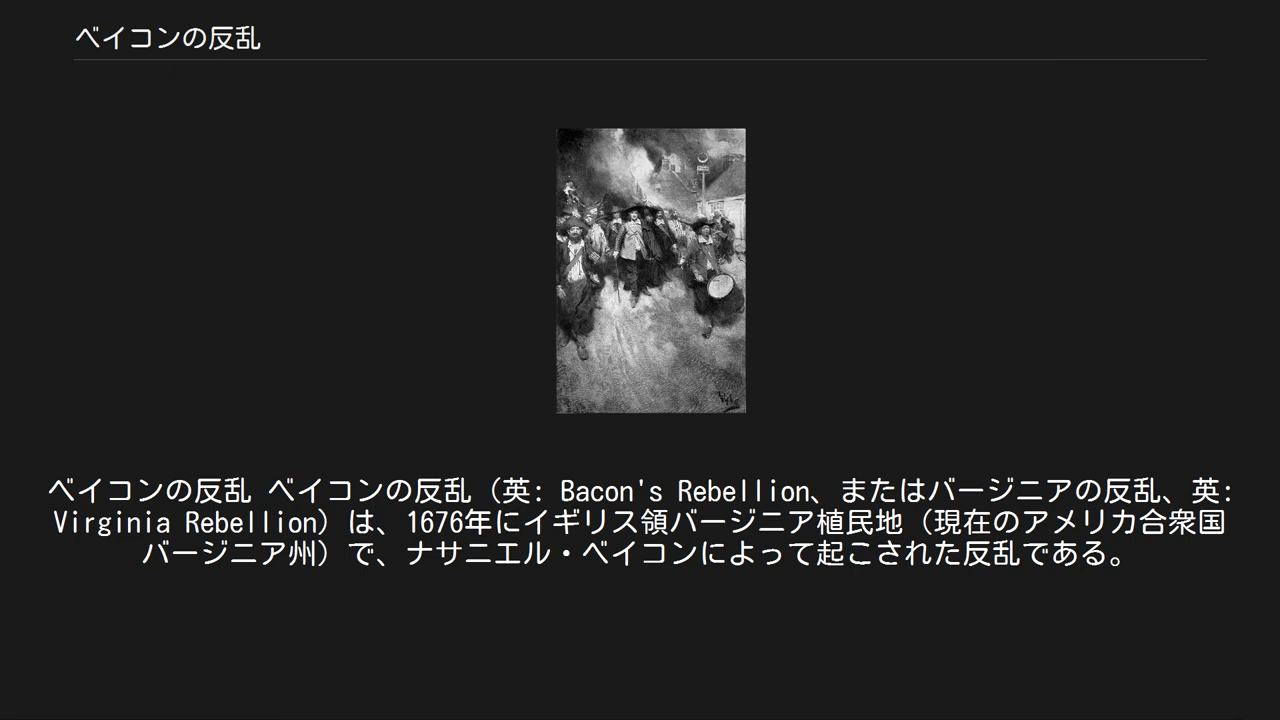 ベイコンの反乱
ベイコンの反乱 ベイコンの反乱（英: Bacon's Rebellion、またはバージニアの反乱、英:
Virginia Rebellion）は、1676年にイギリス領バージニア植民地（現在のアメリカ合衆国
バージニア州）で、ナサニエル・ベイコンによって起こされた反乱である。